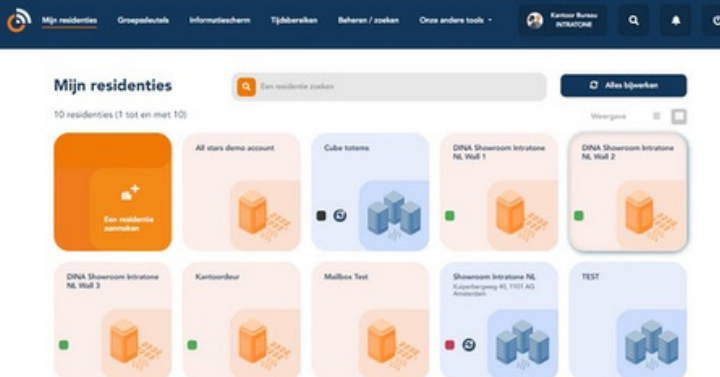 Mijn residenties
Groepssleutels
Informatiescherm
Tijdsbereiken
Beheren / zoeken
Onze andere tools
Kantoor Bureau
INTRATONE
Mijn residenties
Een residentie zoeken
Alles bijwerken
10 residenties (1 tot en met 10)
Weergave
Een residentie
aanmaken
All stars demo account
Cube totems
DINA Showroom Intratone
NL Wall 1
DINA Showroom Intratone
NL Wall 2
DINA Showroom Intratone
NL Wall 3
Kantoordeur
Mailbox Test
Showroom Intratone NL
Kuiperbergweg 40, 1101 AG
Amsterdam
TEST